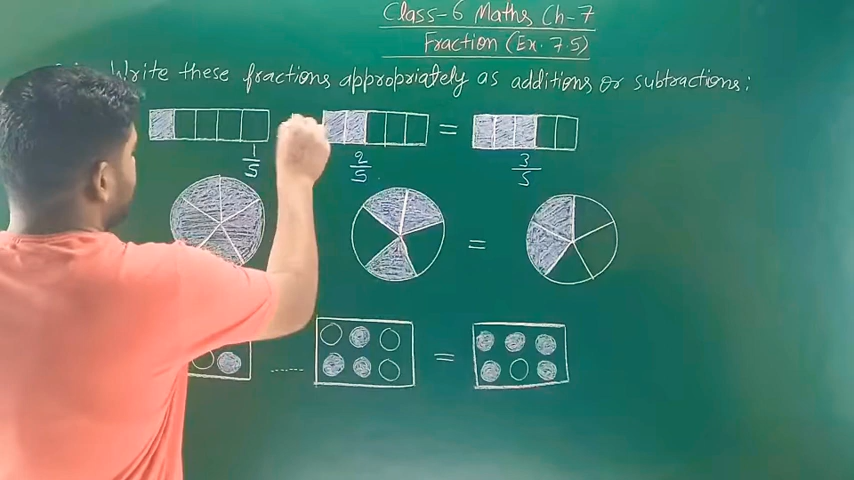 Class-6 Maths Ch-7
Fraction (Ex. 7.5)
Write these fractions appropriately as additions or subtractions:
=
1/5 2/5 3/5
=
...... =